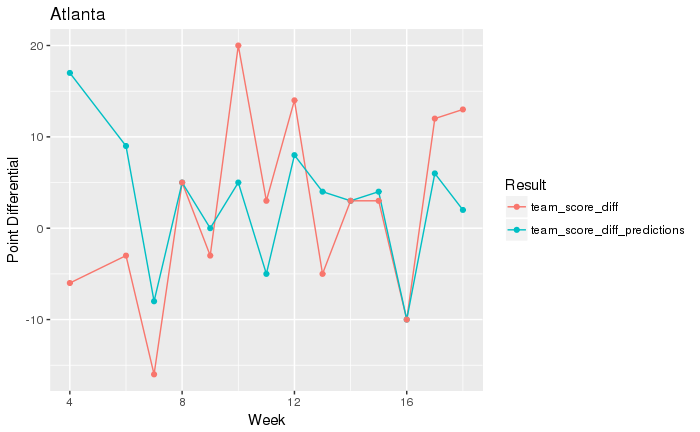 Atlanta
Point Differential
20
10
0
-10
4
8
12
16
Week
Result
team_score_diff
team_score_diff_predictions